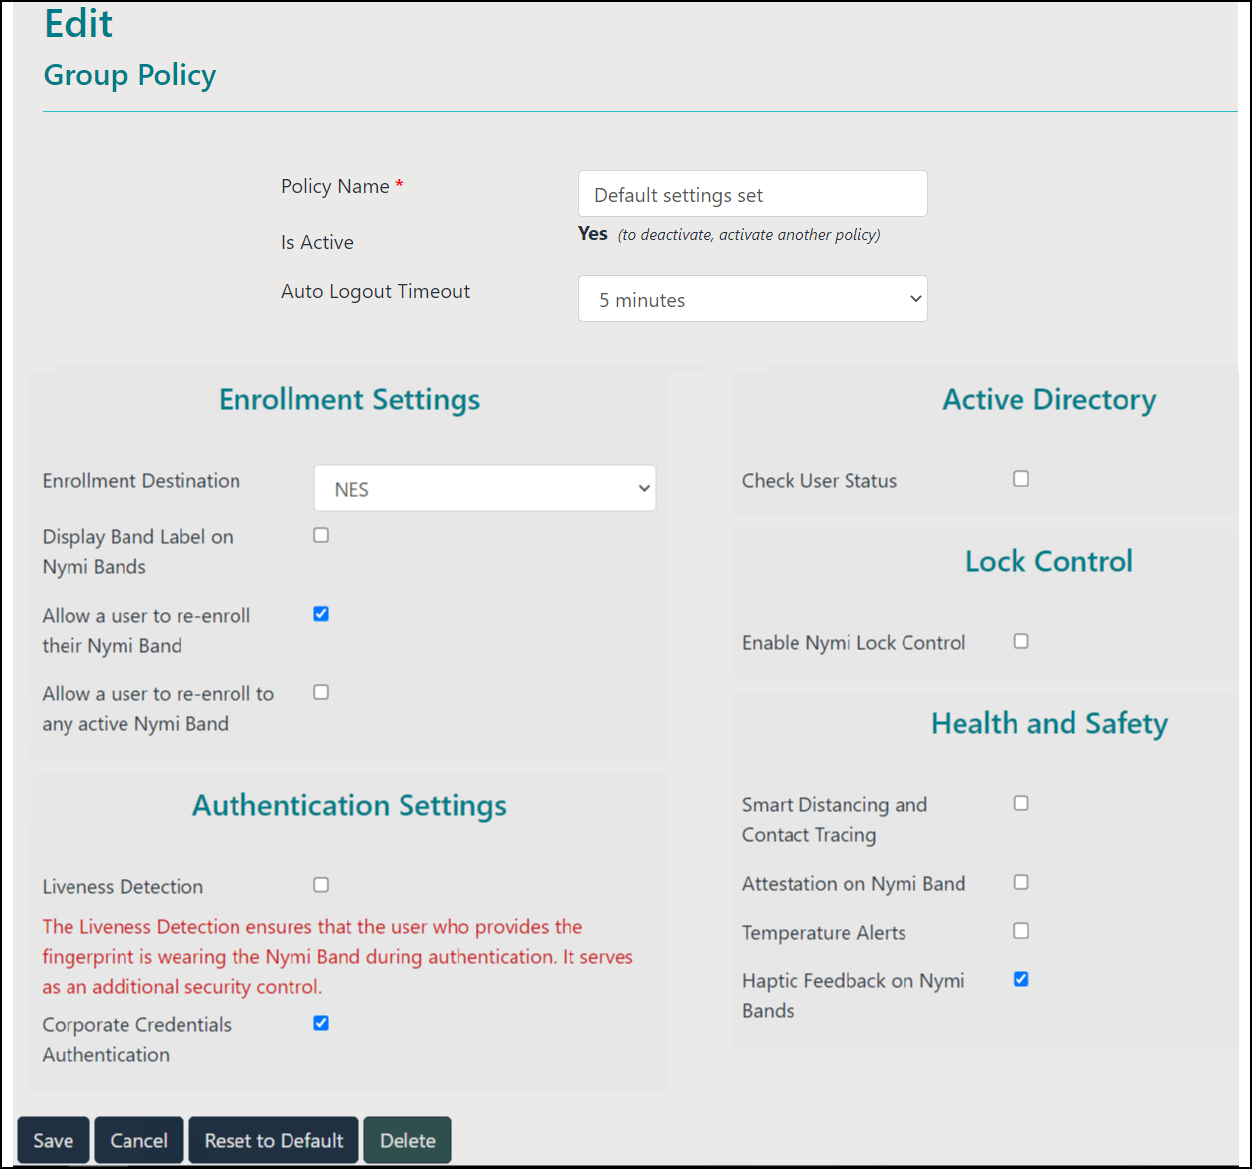 Edit
Group Policy
Policy Name *
Default settings set
Is Active
Yes (to deactivate, activate another policy)
Auto Logout Timeout
5 minutes
Enrollment Settings
Enrollment Destination
NES
Display Band Label on
Nymi Bands
Allow a user to re-enroll
their Nymi Band
Allow a user to re-enroll to
any active Nymi Band
Authentication Settings
Liveness Detection
The Liveness Detection ensures that the user who provides the
fingerprint is wearing the Nymi Band during authentication. It serves
as an additional security control.
Corporate Credentials
Authentication
Active Directory
Check User Status
Lock Control
Enable Nymi Lock Control
Health and Safety
Smart Distancing and
Contact Tracing
Attestation on Nymi Band
Temperature Alerts
Haptic Feedback on Nymi
Bands
Save
Cancel
Reset to Default
Delete